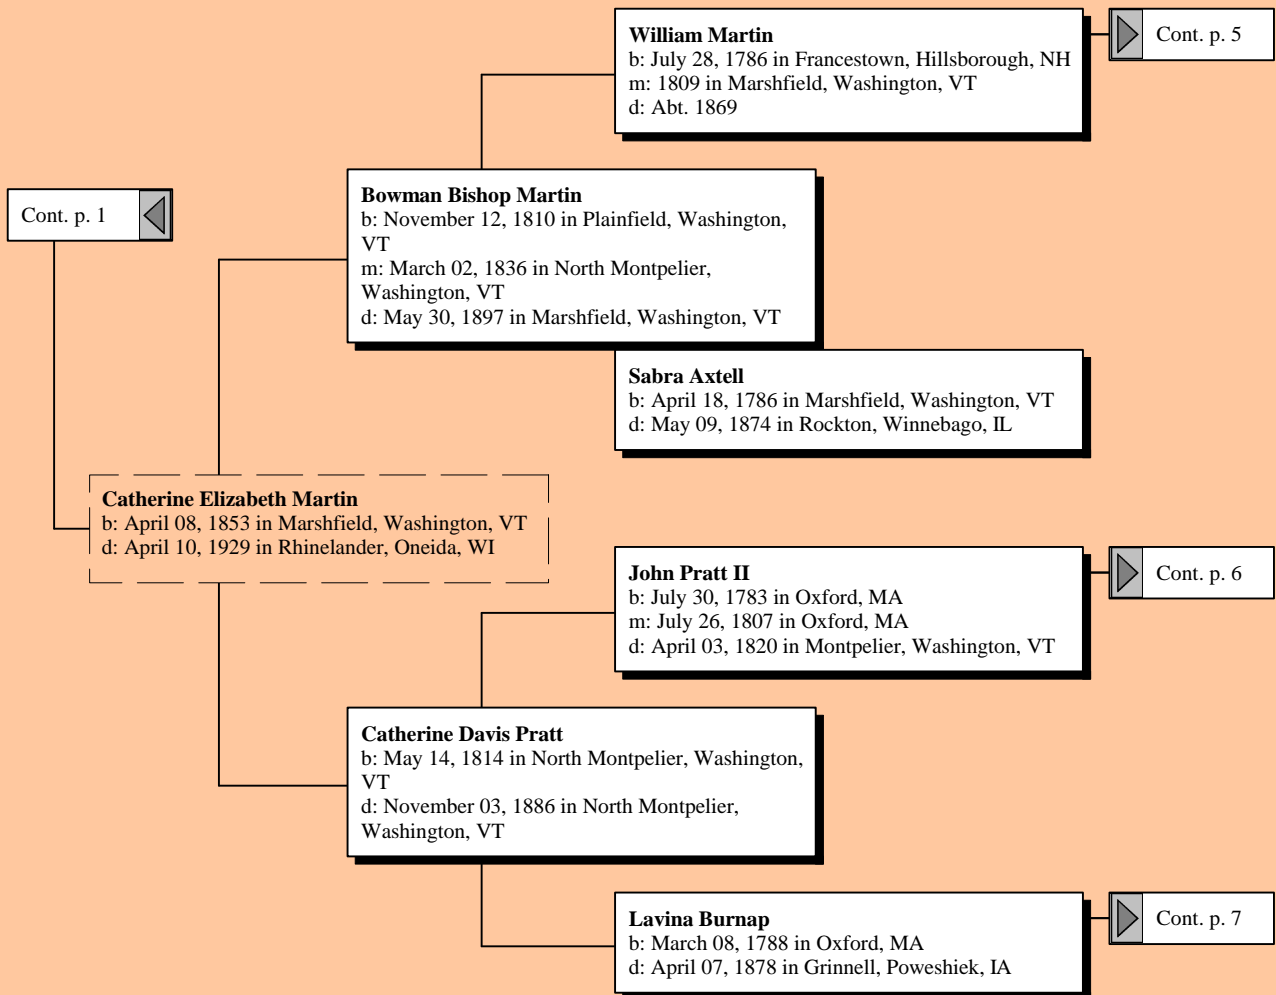 William Martin
b: July 28, 1786 in Francestown, Hillsborough, NH
m: 1809 in Marshfield, Washington, VT
d: Abt. 1869
Cont. p. 5
Bowman Bishop Martin
b: November 12, 1810 in Plainfield, Washington,
VT
m: March 02, 1836 in North Montpelier,
Washington, VT
d: May 30, 1897 in Marshfield, Washington, VT
Cont. p. 1
Sabra Axtell
b: April 18, 1786 in Marshfield, Washington, VT
d: May 09, 1874 in Rockton, Winnebago, IL
Catherine Elizabeth Martin
b: April 08, 1853 in Marshfield, Washington, VT
d: April 10, 1929 in Rhinelander, Oneida, WI
John Pratt II
b: July 30, 1783 in Oxford, MA
m: July 26, 1807 in Oxford, MA
d: April 03, 1820 in Montpelier, Washington, VT
Cont. p. 6
Catherine Davis Pratt
b: May 14, 1814 in North Montpelier, Washington,
VT
d: November 03, 1886 in North Montpelier,
Washington, VT
Lavina Burnap
b: March 08, 1788 in Oxford, MA
d: April 07, 1878 in Grinnell, Poweshiek, IA
Cont. p. 7